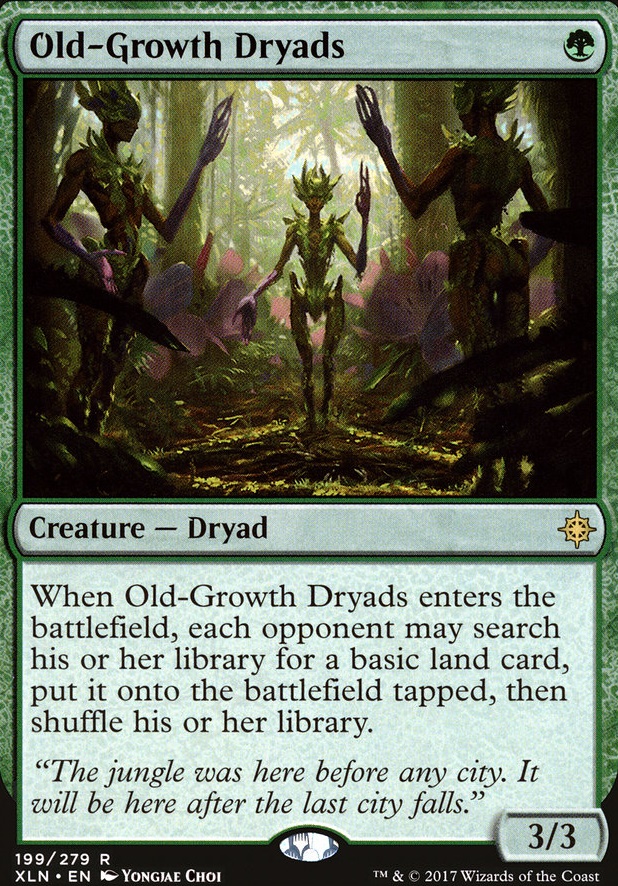 Old-Growth Dryads
Creature — Dryad
When Old-Growth Dryads enters the
battlefield, each opponent may search
his or her library for a basic land card,
put it onto the battlefield tapped, then
shuffle his or her library.
“The jungle was here before any city. It
will be here after the last city falls.”
3/3
199/279 R
XLN • EN Yongjae Choi
™ & © 2017 Wizards of the Coast